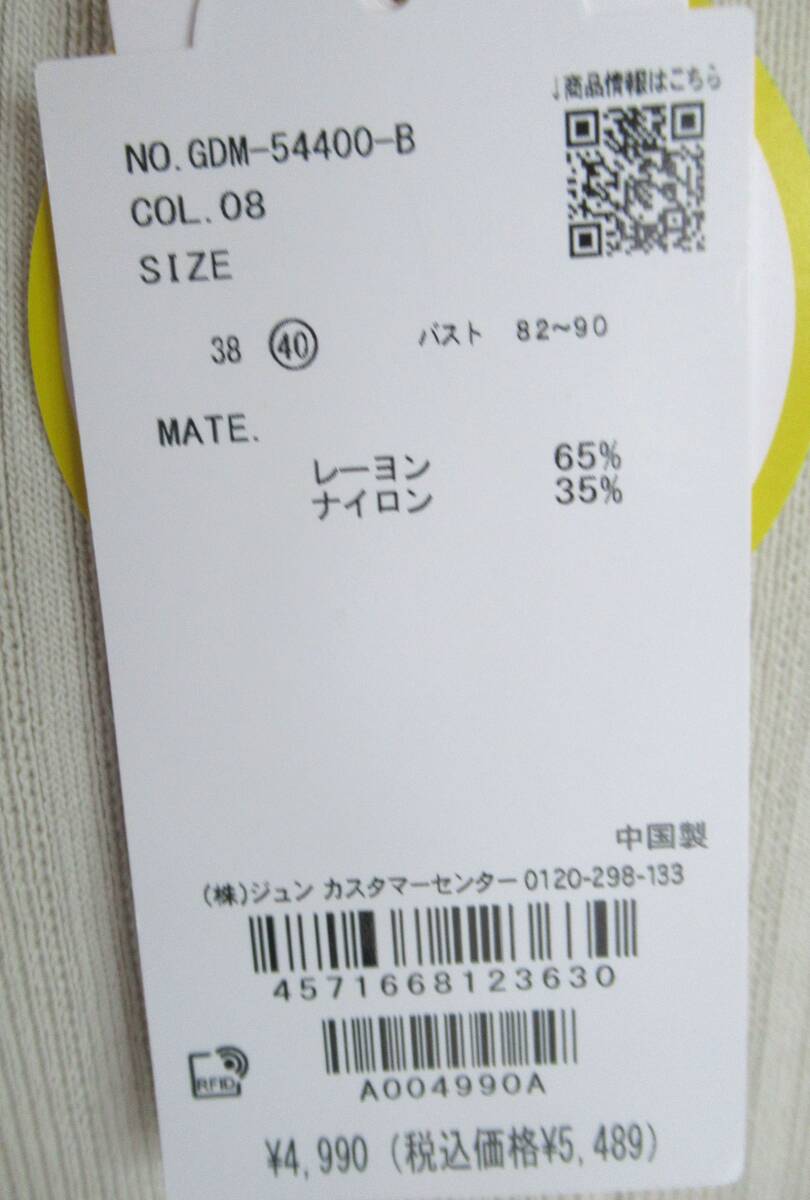 ↓商品情報はこちら
NO.GDM-54400-B
COL.08
SIZE
38 ㊵ バスト 82~90
MATE.
レーヨン 65%
ナイロン 35%
中国製
(株)ジュン カスタマーセンター 0120-298-133
4571668123630
RFID
A004990A
¥4,990 (税込価格¥5,489)